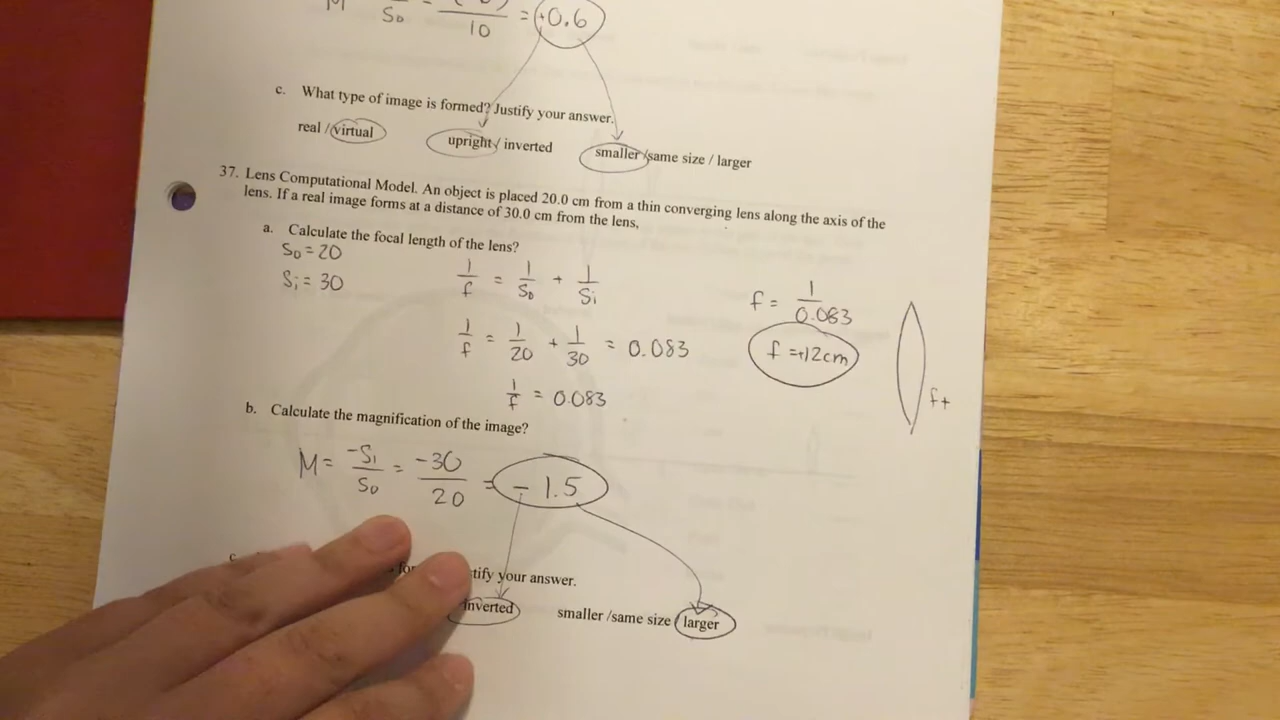 M So = 10 = +0.6
c. What type of image is formed? Justify your answer.
real / virtual upright / inverted smaller /same size / larger
37. Lens Computational Model. An object is placed 20.0 cm from a thin converging lens along the axis of the
lens. If a real image forms at a distance of 30.0 cm from the lens,
a. Calculate the focal length of the lens?
So = 20
Si = 30
1/f = 1/So + 1/Si
1/f = 1/20 + 1/30 = 0.083
1/f = 0.083
f = 1/0.083
f = +12cm
f+
b. Calculate the magnification of the image?
M = -Si/So = -30/20 = -1.5
c. for tify your answer.
inverted smaller /same size / larger